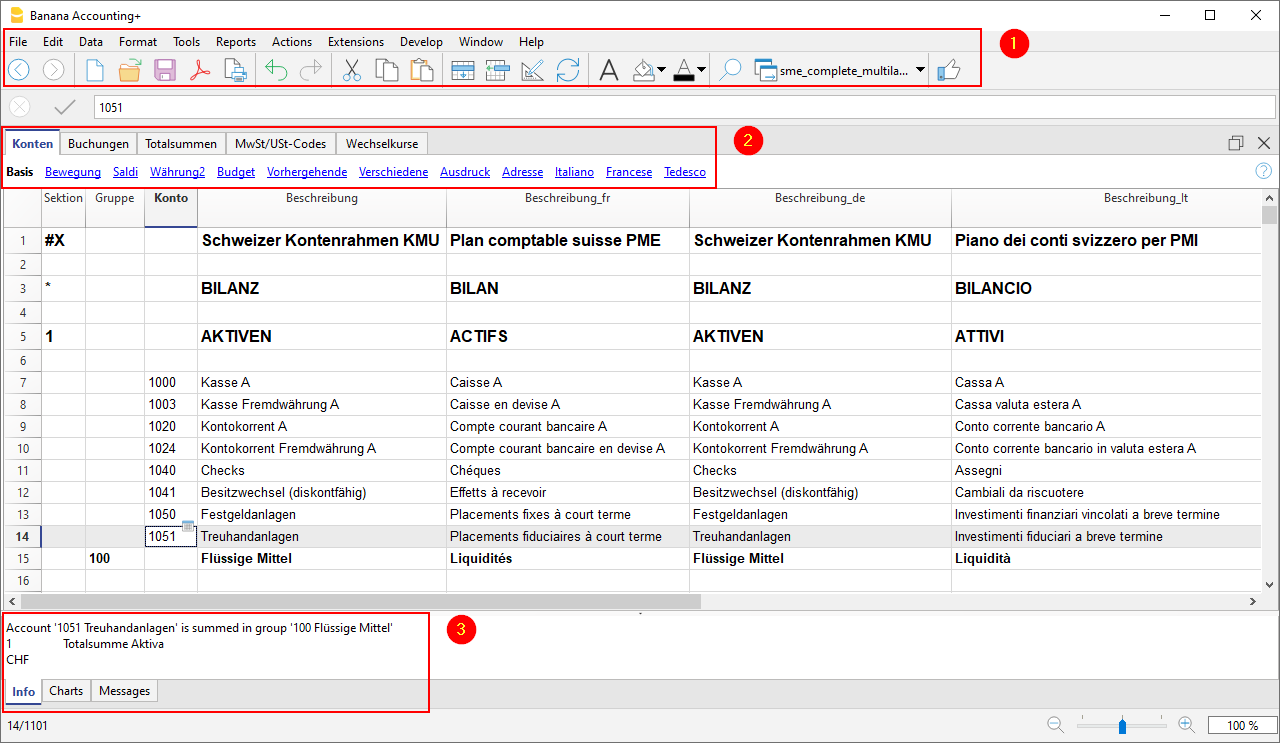 Banana Accounting+
File Edit Data Format Tools Reports Actions Extensions Develop Window Help
1
sme_complete_multila...
1051
Konten Buchungen Totalsummen MwSt/USt-Codes Wechselkurse
2
Basis Bewegung Saldi Währung2 Budget Vorhergehende Verschiedene Ausdruck Adresse Italiano Francese Tedesco
Sektion Gruppe Konto Beschreibung Beschreibung_fr Beschreibung_de Beschreibung_lt
1 #X Schweizer Kontenrahmen KMU Plan comptable suisse PME Schweizer Kontenrahmen KMU Piano dei conti svizzero per PMI
2
3 * BILANZ BILAN BILANZ BILANCIO
4
5 1 AKTIVEN ACTIFS AKTIVEN ATTIVI
6
7 1000 Kasse A Caisse A Kasse A Cassa A
8 1003 Kasse Fremdwährung A Caisse en devise A Kasse Fremdwährung A Cassa valuta estera A
9 1020 Kontokorrent A Compte courant bancaire A Kontokorrent A Conto corrente bancario A
10 1024 Kontokorrent Fremdwährung A Compte courant bancaire en devise A Kontokorrent Fremdwährung A Conto corrente bancario in valuta estera A
11 1040 Checks Chéques Checks Assegni
12 1041 Besitzwechsel (diskontfähig) Effetts à recevoir Besitzwechsel (diskontfähig) Cambiali da riscuotere
13 1050 Festgeldanlagen Placements fixes à court terme Festgeldanlagen Investimenti finanziari vincolati a breve termine
14 1051 Treuhandanlagen Placements fiduciaires à court terme Treuhandanlagen Investimenti fiduciari a breve termine
15 100 Flüssige Mittel Liquidités Flüssige Mittel Liquidità
16
Account '1051 Treuhandanlagen' is summed in group '100 Flüssige Mittel'
3
1 Totalsumme Aktiva
CHF
Info Charts Messages
14/1101
100 %